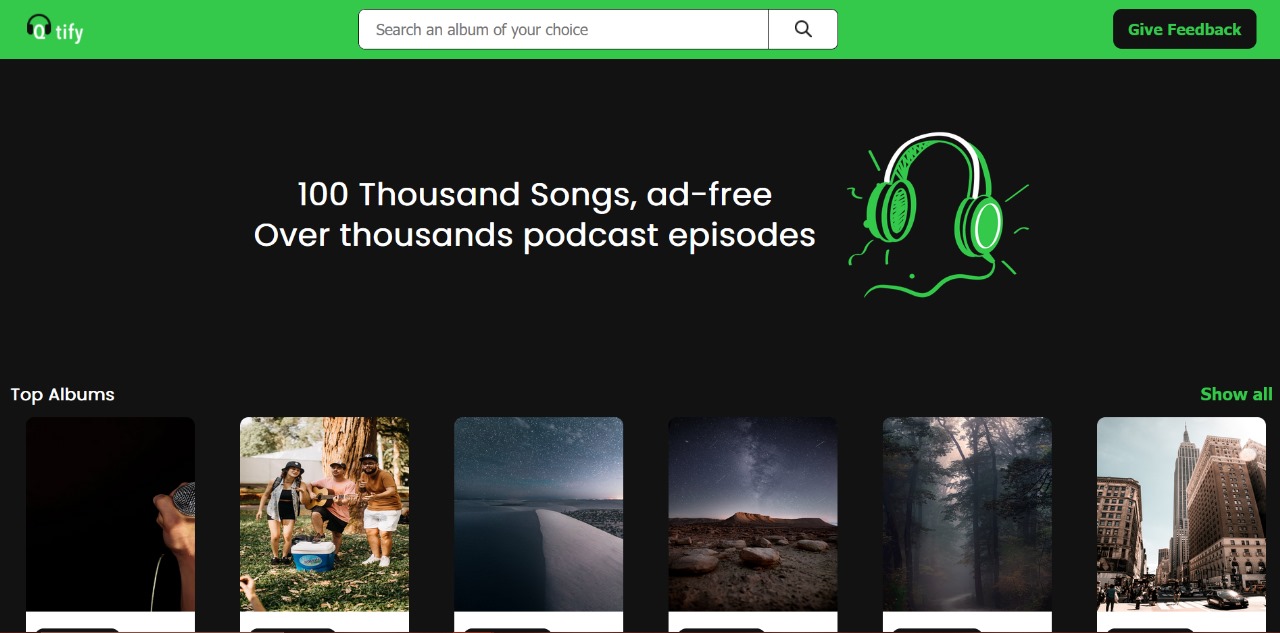 Qtify
Search an album of your choice
Give Feedback
100 Thousand Songs, ad-free
Over thousands podcast episodes
Top Albums
Show all